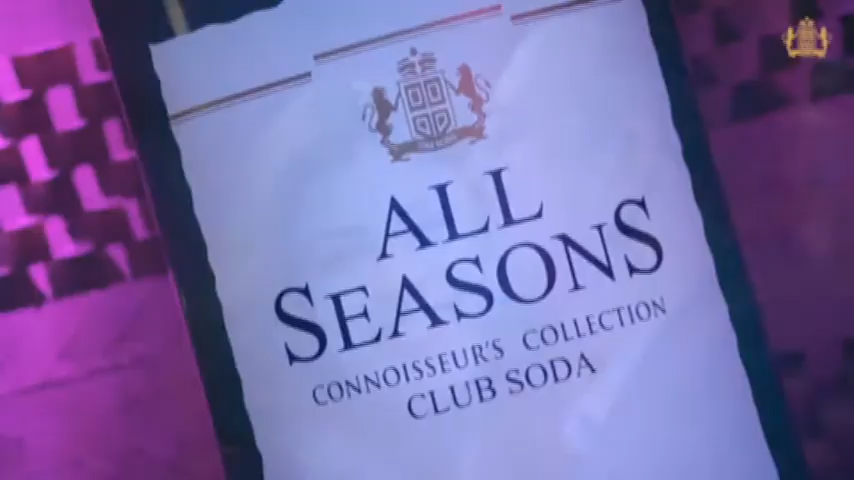 ALL
SEASONS
CONNOISSEUR'S COLLECTION
CLUB SODA